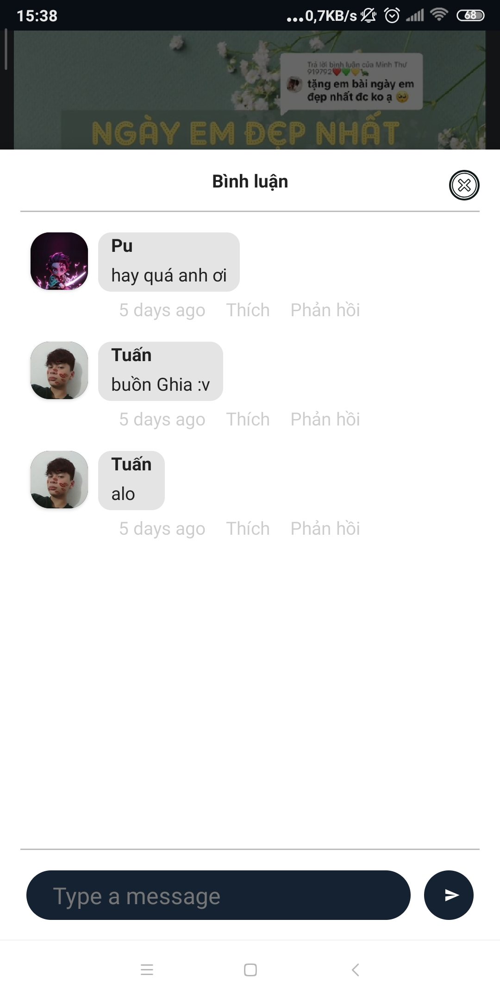 15:38
...0,7KB/s
68
Trả lời bình luận của Minh Thư
919792❤️💚💛🐂
tặng em bài ngày em
đẹp nhất đc ko ạ 🥺
NGÀY EM ĐẸP NHẤT
Bình luận
Pu
hay quá anh ơi
5 days ago Thích Phản hồi
Tuấn
buồn Ghia :v
5 days ago Thích Phản hồi
Tuấn
alo
5 days ago Thích Phản hồi
Type a message